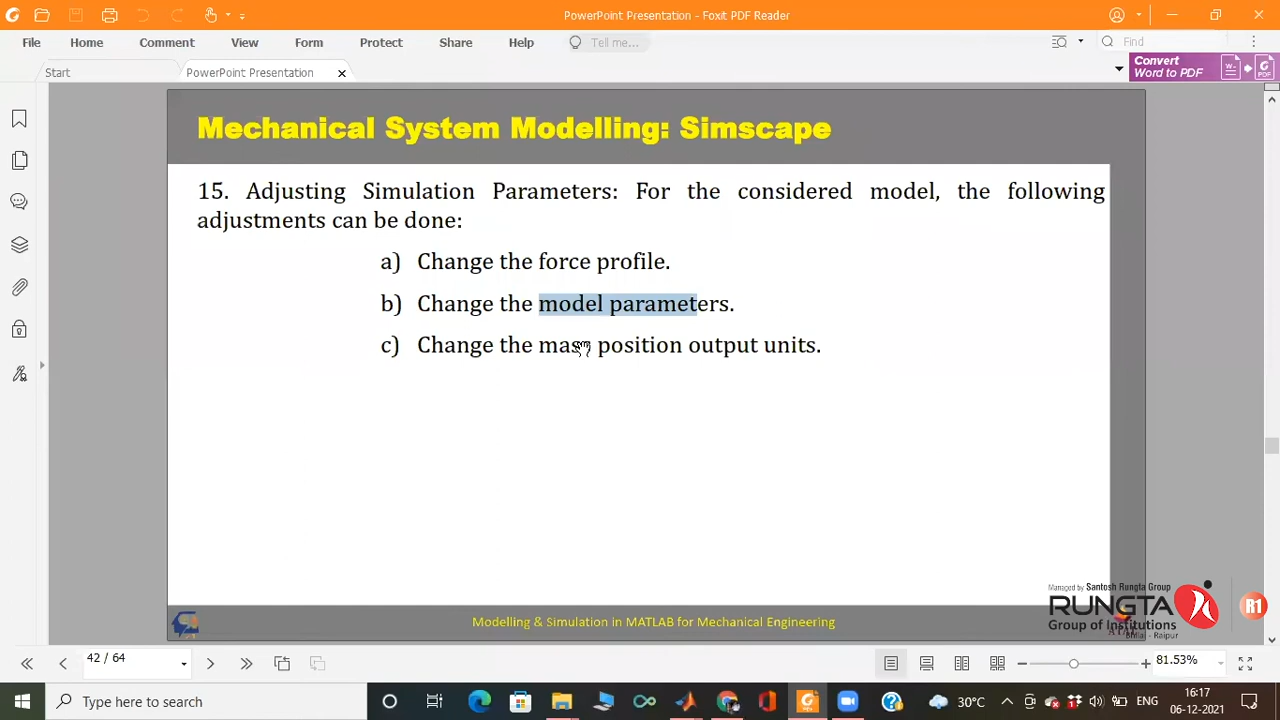 PowerPoint Presentation - Foxit PDF Reader
File Home Comment View Form Protect Share Help Tell me... Find
Start PowerPoint Presentation Convert Word to PDF
Mechanical System Modelling: Simscape
15. Adjusting Simulation Parameters: For the considered model, the following
adjustments can be done:
a) Change the force profile.
b) Change the model parameters.
c) Change the mass position output units.
Managed by Santosh Rungta Group
RUNGTA R1
Group of Institutions
Bhilai - Raipur
Modelling & Simulation in MATLAB for Mechanical Engineering
42 / 64 81.53%
Type here to search 30°C ENG 16:17
06-12-2021